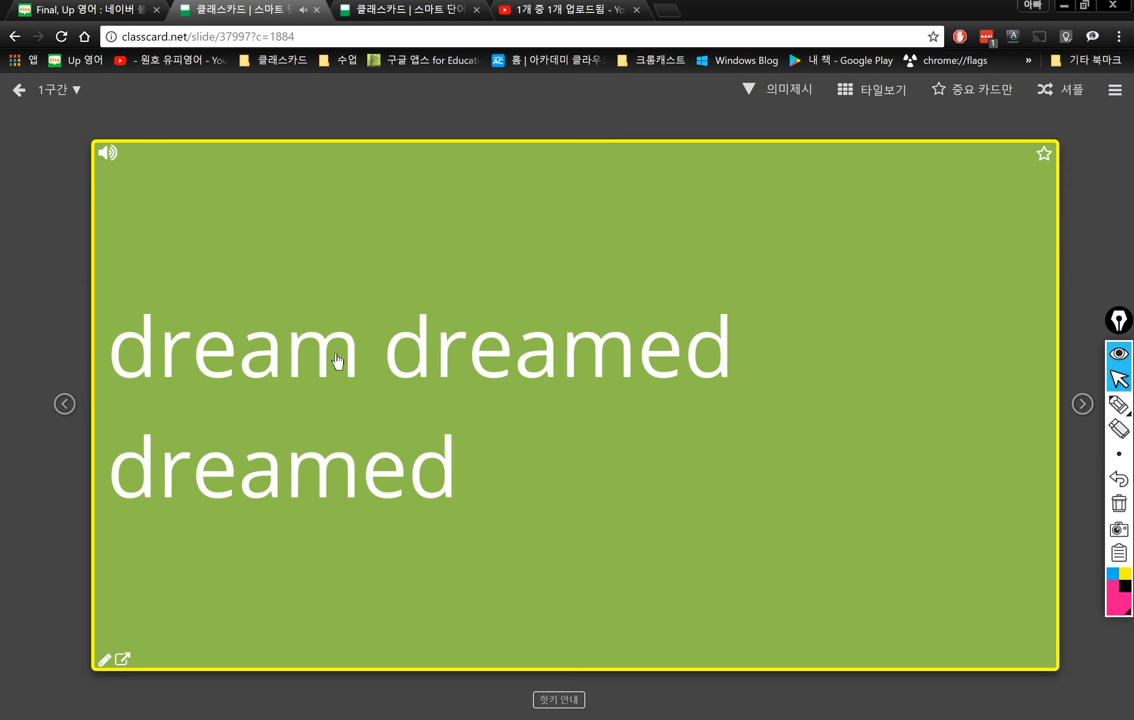 Final, Up 영어 : 네이버 블
클래스카드 | 스마트 단
클래스카드 | 스마트 단어
1개 중 1개 업로드됨 - Yo
아빠
classcard.net/slide/37997?c=1884
앱
Up 영어
- 원호 유피영어 - You
클래스카드
수업
구글 앱스 for Educati
홈 | 아카데미 클라우
크롬캐스트
Windows Blog
내 책 - Google Play
chrome://flags
»
기타 북마크
1구간 ▼
의미제시
타일보기
중요 카드만
셔플
dream dreamed
dreamed
핫키 안내